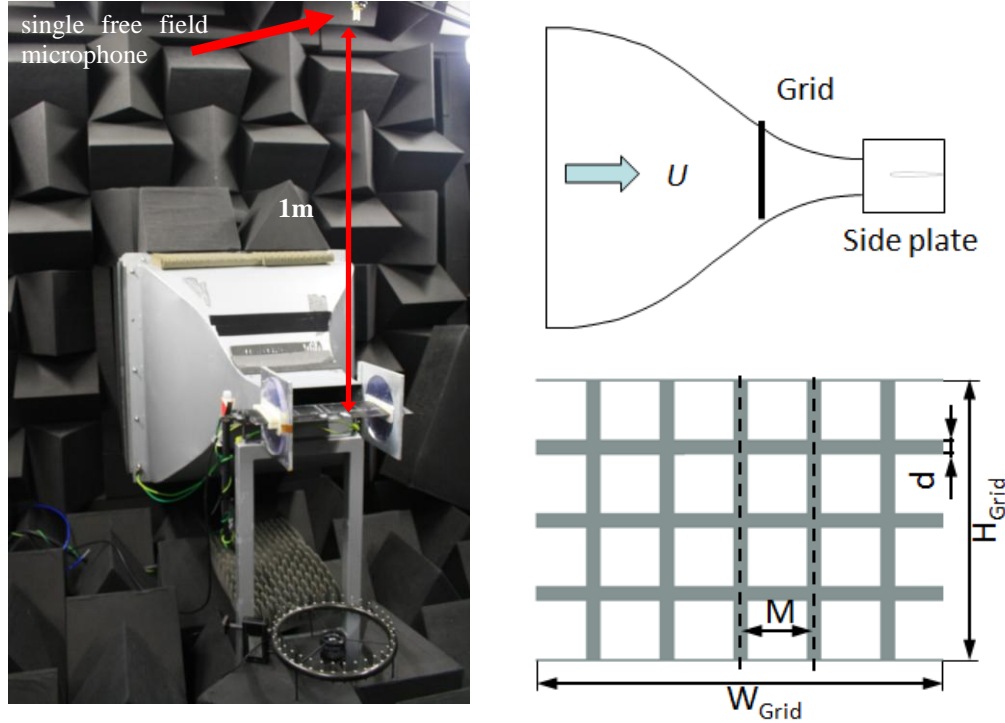 single free field
microphone
1m
Grid
U
Side plate
d
H_Grid
M
W_Grid